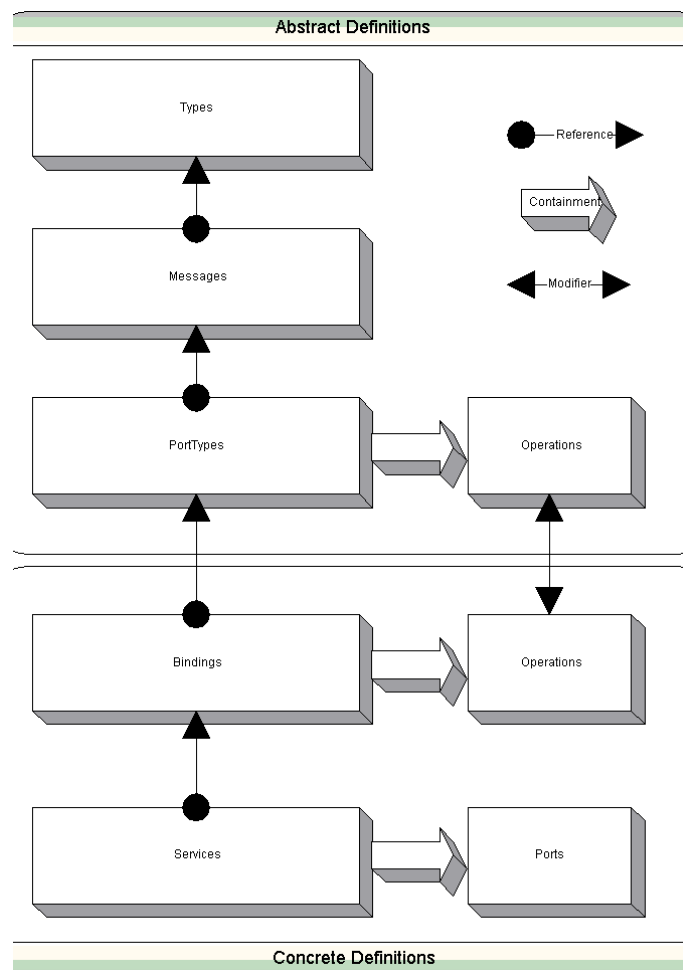 Abstract Definitions
Types
Reference
Containment
Messages
Modifier
PortTypes
Operations
Bindings
Operations
Services
Ports
Concrete Definitions